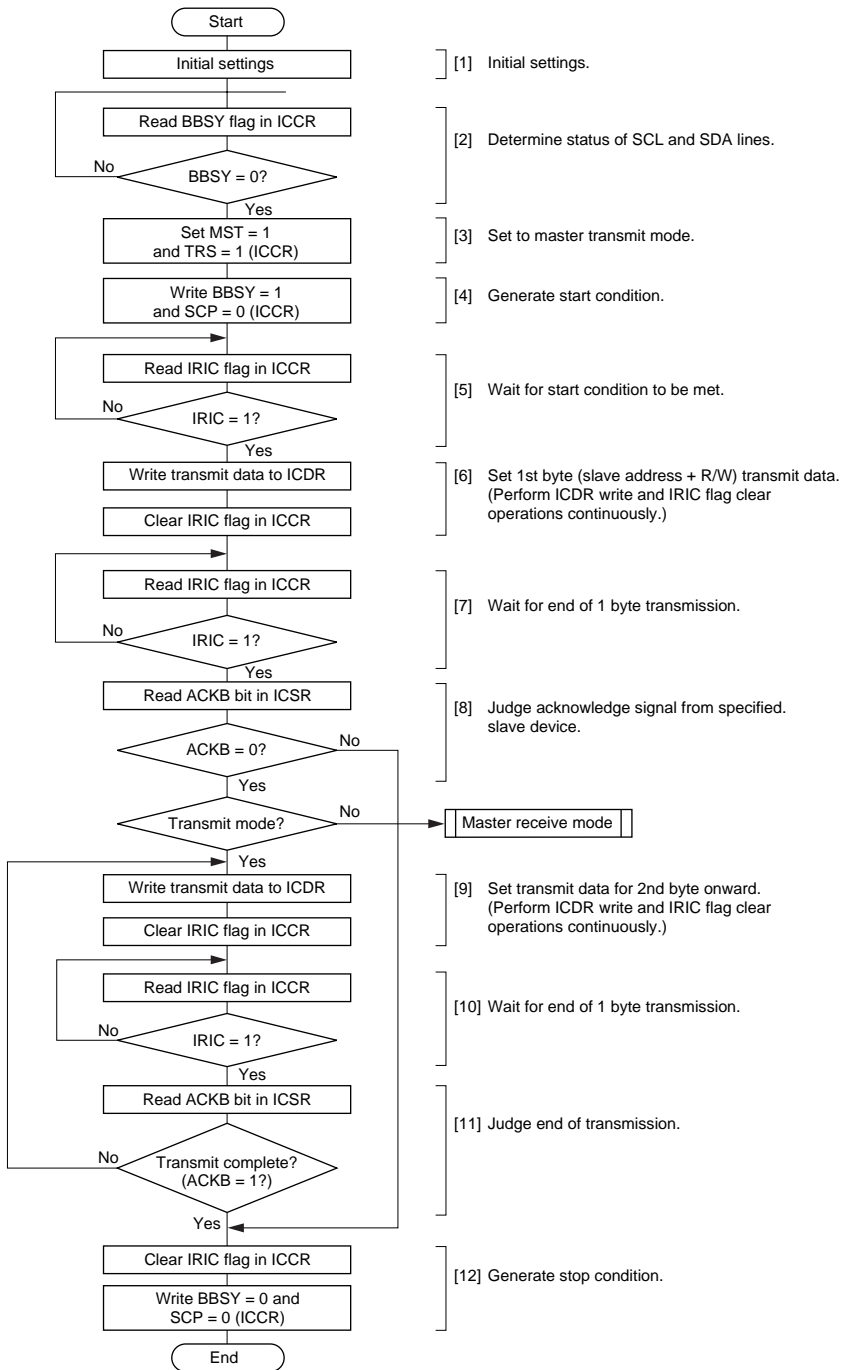 Start
Initial settings
[1] Initial settings.
Read BBSY flag in ICCR
[2] Determine status of SCL and SDA lines.
No
BBSY = 0?
Yes
Set MST = 1
and TRS = 1 (ICCR)
[3] Set to master transmit mode.
Write BBSY = 1
and SCP = 0 (ICCR)
[4] Generate start condition.
Read IRIC flag in ICCR
[5] Wait for start condition to be met.
No
IRIC = 1?
Yes
Write transmit data to ICDR
[6] Set 1st byte (slave address + R/W) transmit data.
(Perform ICDR write and IRIC flag clear
operations continuously.)
Clear IRIC flag in ICCR
Read IRIC flag in ICCR
[7] Wait for end of 1 byte transmission.
No
IRIC = 1?
Yes
Read ACKB bit in ICSR
[8] Judge acknowledge signal from specified.
slave device.
ACKB = 0?
No
Yes
Transmit mode?
No
Master receive mode
Yes
Write transmit data to ICDR
[9] Set transmit data for 2nd byte onward.
(Perform ICDR write and IRIC flag clear
operations continuously.)
Clear IRIC flag in ICCR
Read IRIC flag in ICCR
[10] Wait for end of 1 byte transmission.
No
IRIC = 1?
Yes
Read ACKB bit in ICSR
[11] Judge end of transmission.
No
Transmit complete?
(ACKB = 1?)
Yes
Clear IRIC flag in ICCR
[12] Generate stop condition.
Write BBSY = 0 and
SCP = 0 (ICCR)
End